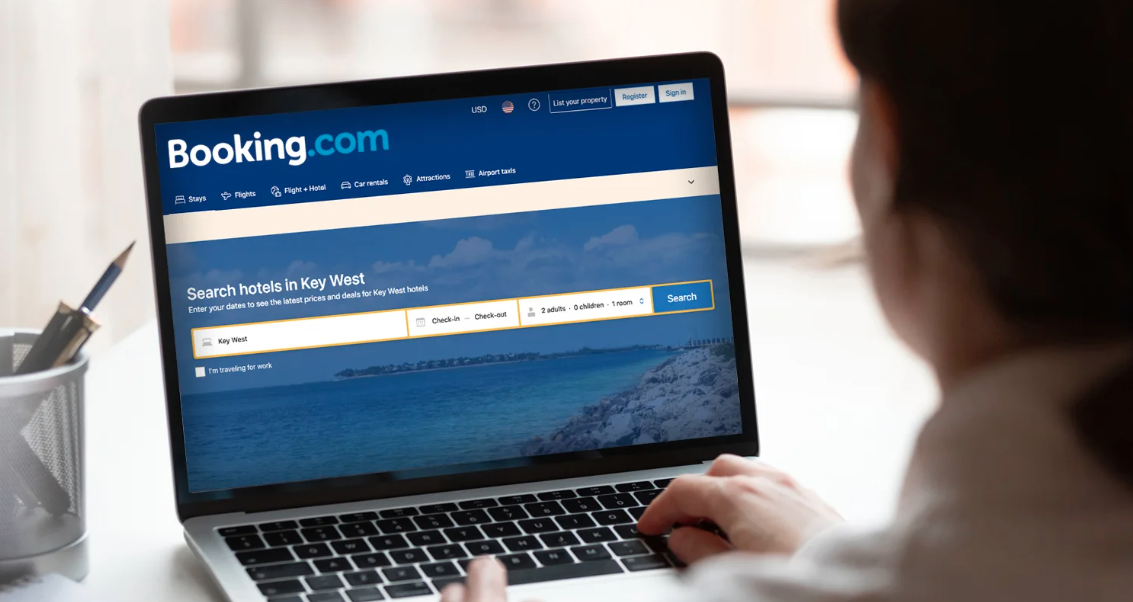 USD List your property Register Sign in
Booking.com
Stays Flights Flight + Hotel Car rentals Attractions Airport taxis
Search hotels in Key West
Enter your dates to see the latest prices and deals for Key West hotels
Key West Check-in — Check-out 2 adults · 0 children · 1 room Search
I'm traveling for work